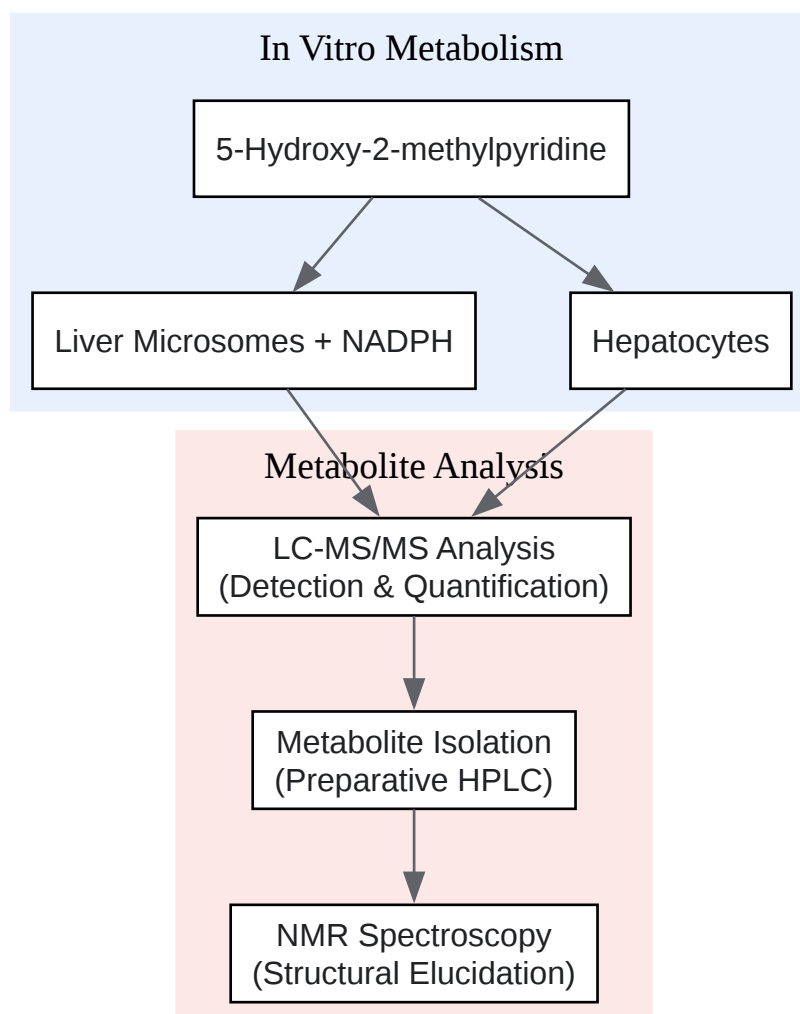 In Vitro Metabolism
5-Hydroxy-2-methylpyridine
Liver Microsomes + NADPH
Hepatocytes
Metabolite Analysis
LC-MS/MS Analysis
(Detection & Quantification)
Metabolite Isolation
(Preparative HPLC)
NMR Spectroscopy
(Structural Elucidation)